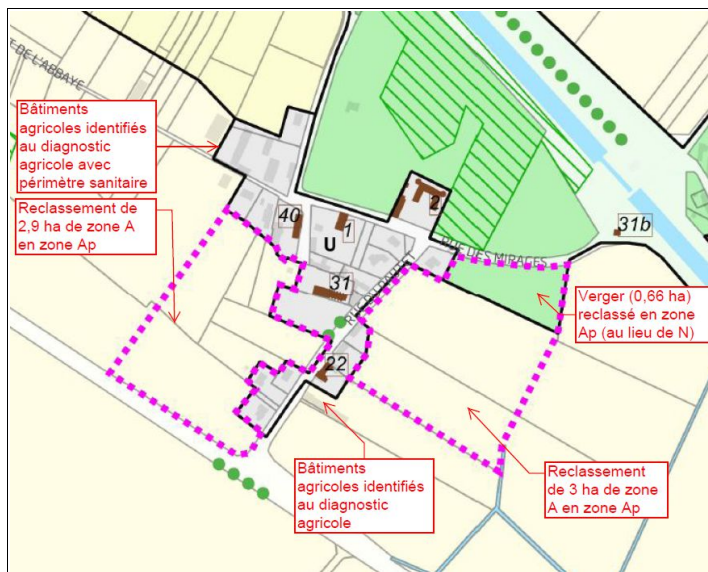 T DE L'ABBAYE
Bâtiments
agricoles identifiés
au diagnostic
agricole avec
périmètre sanitaire
Reclassement de
2,9 ha de zone A
en zone Ap
40
1
U
2
31
22
RUE DES MIRACES
31b
Verger (0,66 ha)
reclassé en zone
Ap (au lieu de N)
Bâtiments
agricoles identifiés
au diagnostic
agricole
Reclassement
de 3 ha de zone
A en zone Ap